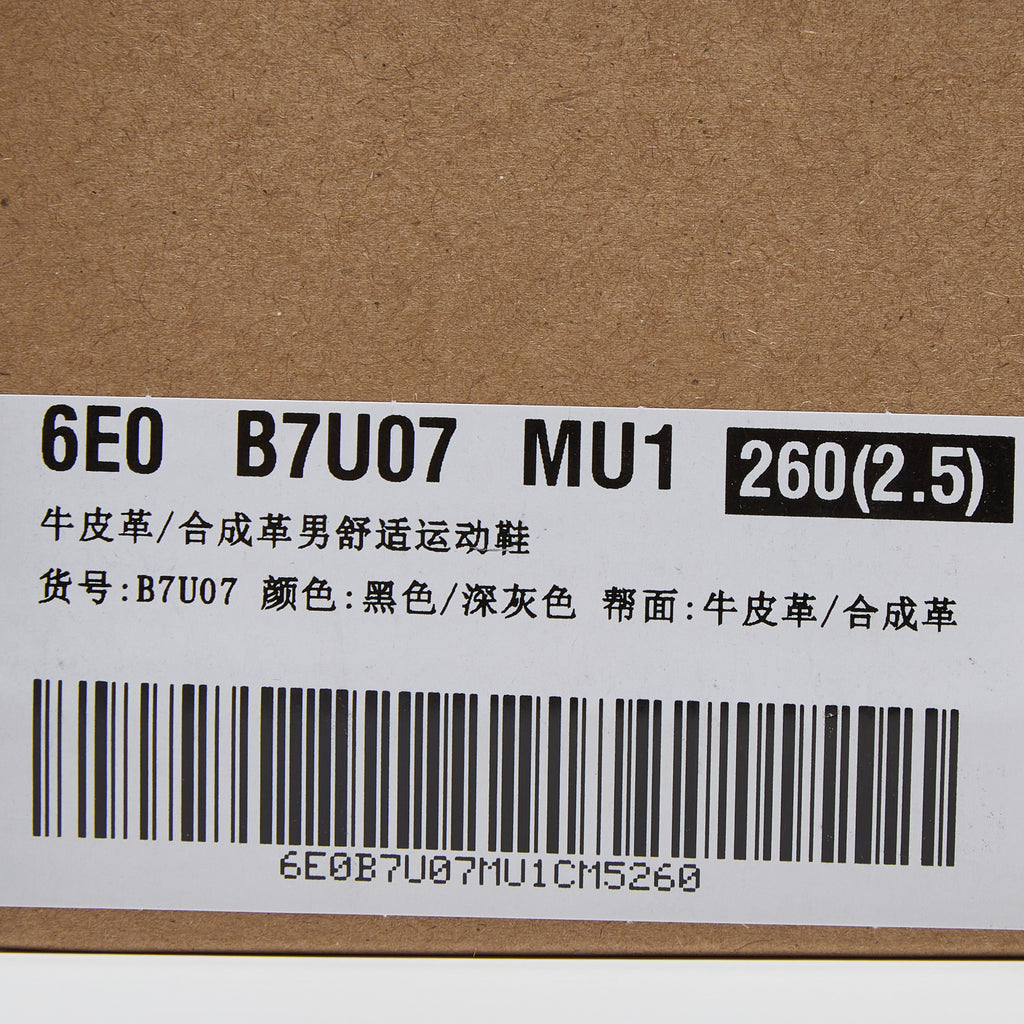 6E0 B7U07 MU1 260(2.5)
牛皮革/合成革男舒适运动鞋
货号:B7U07 颜色:黑色/深灰色 帮面:牛皮革/合成革
6E0B7U07MU1CM5260